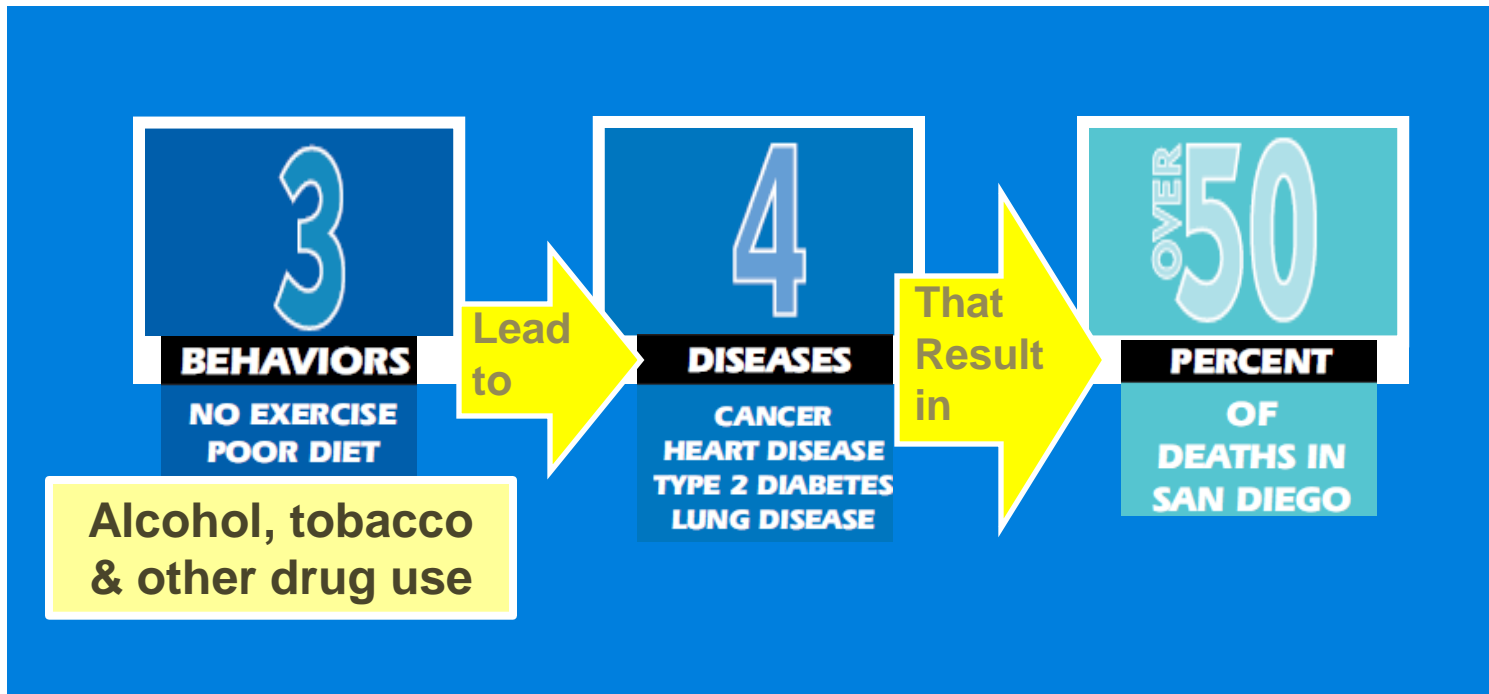 3
BEHAVIORS
NO EXERCISE
POOR DIET
Alcohol, tobacco
& other drug use
Lead
to
4
DISEASES
CANCER
HEART DISEASE
TYPE 2 DIABETES
LUNG DISEASE
That
Result
in
OVER 50
PERCENT
OF
DEATHS IN
SAN DIEGO